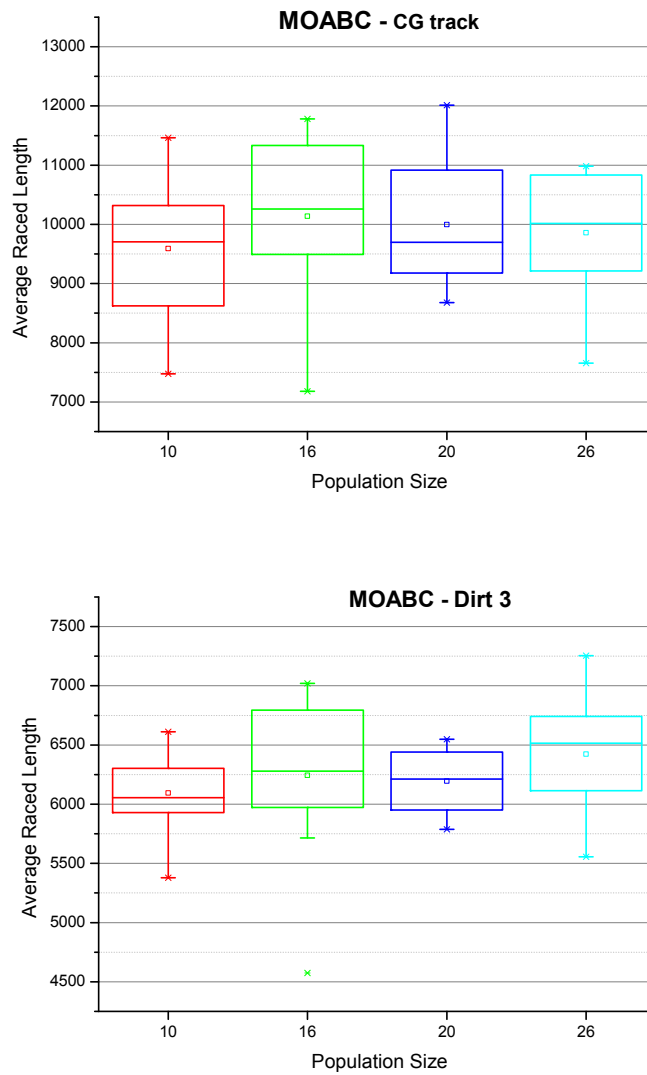 MOABC - CG track
13000
12000
11000
10000
9000
8000
7000
Average Raced Length
10 16 20 26
Population Size
MOABC - Dirt 3
7500
7000
6500
6000
5500
5000
4500
Average Raced Length
10 16 20 26
Population Size